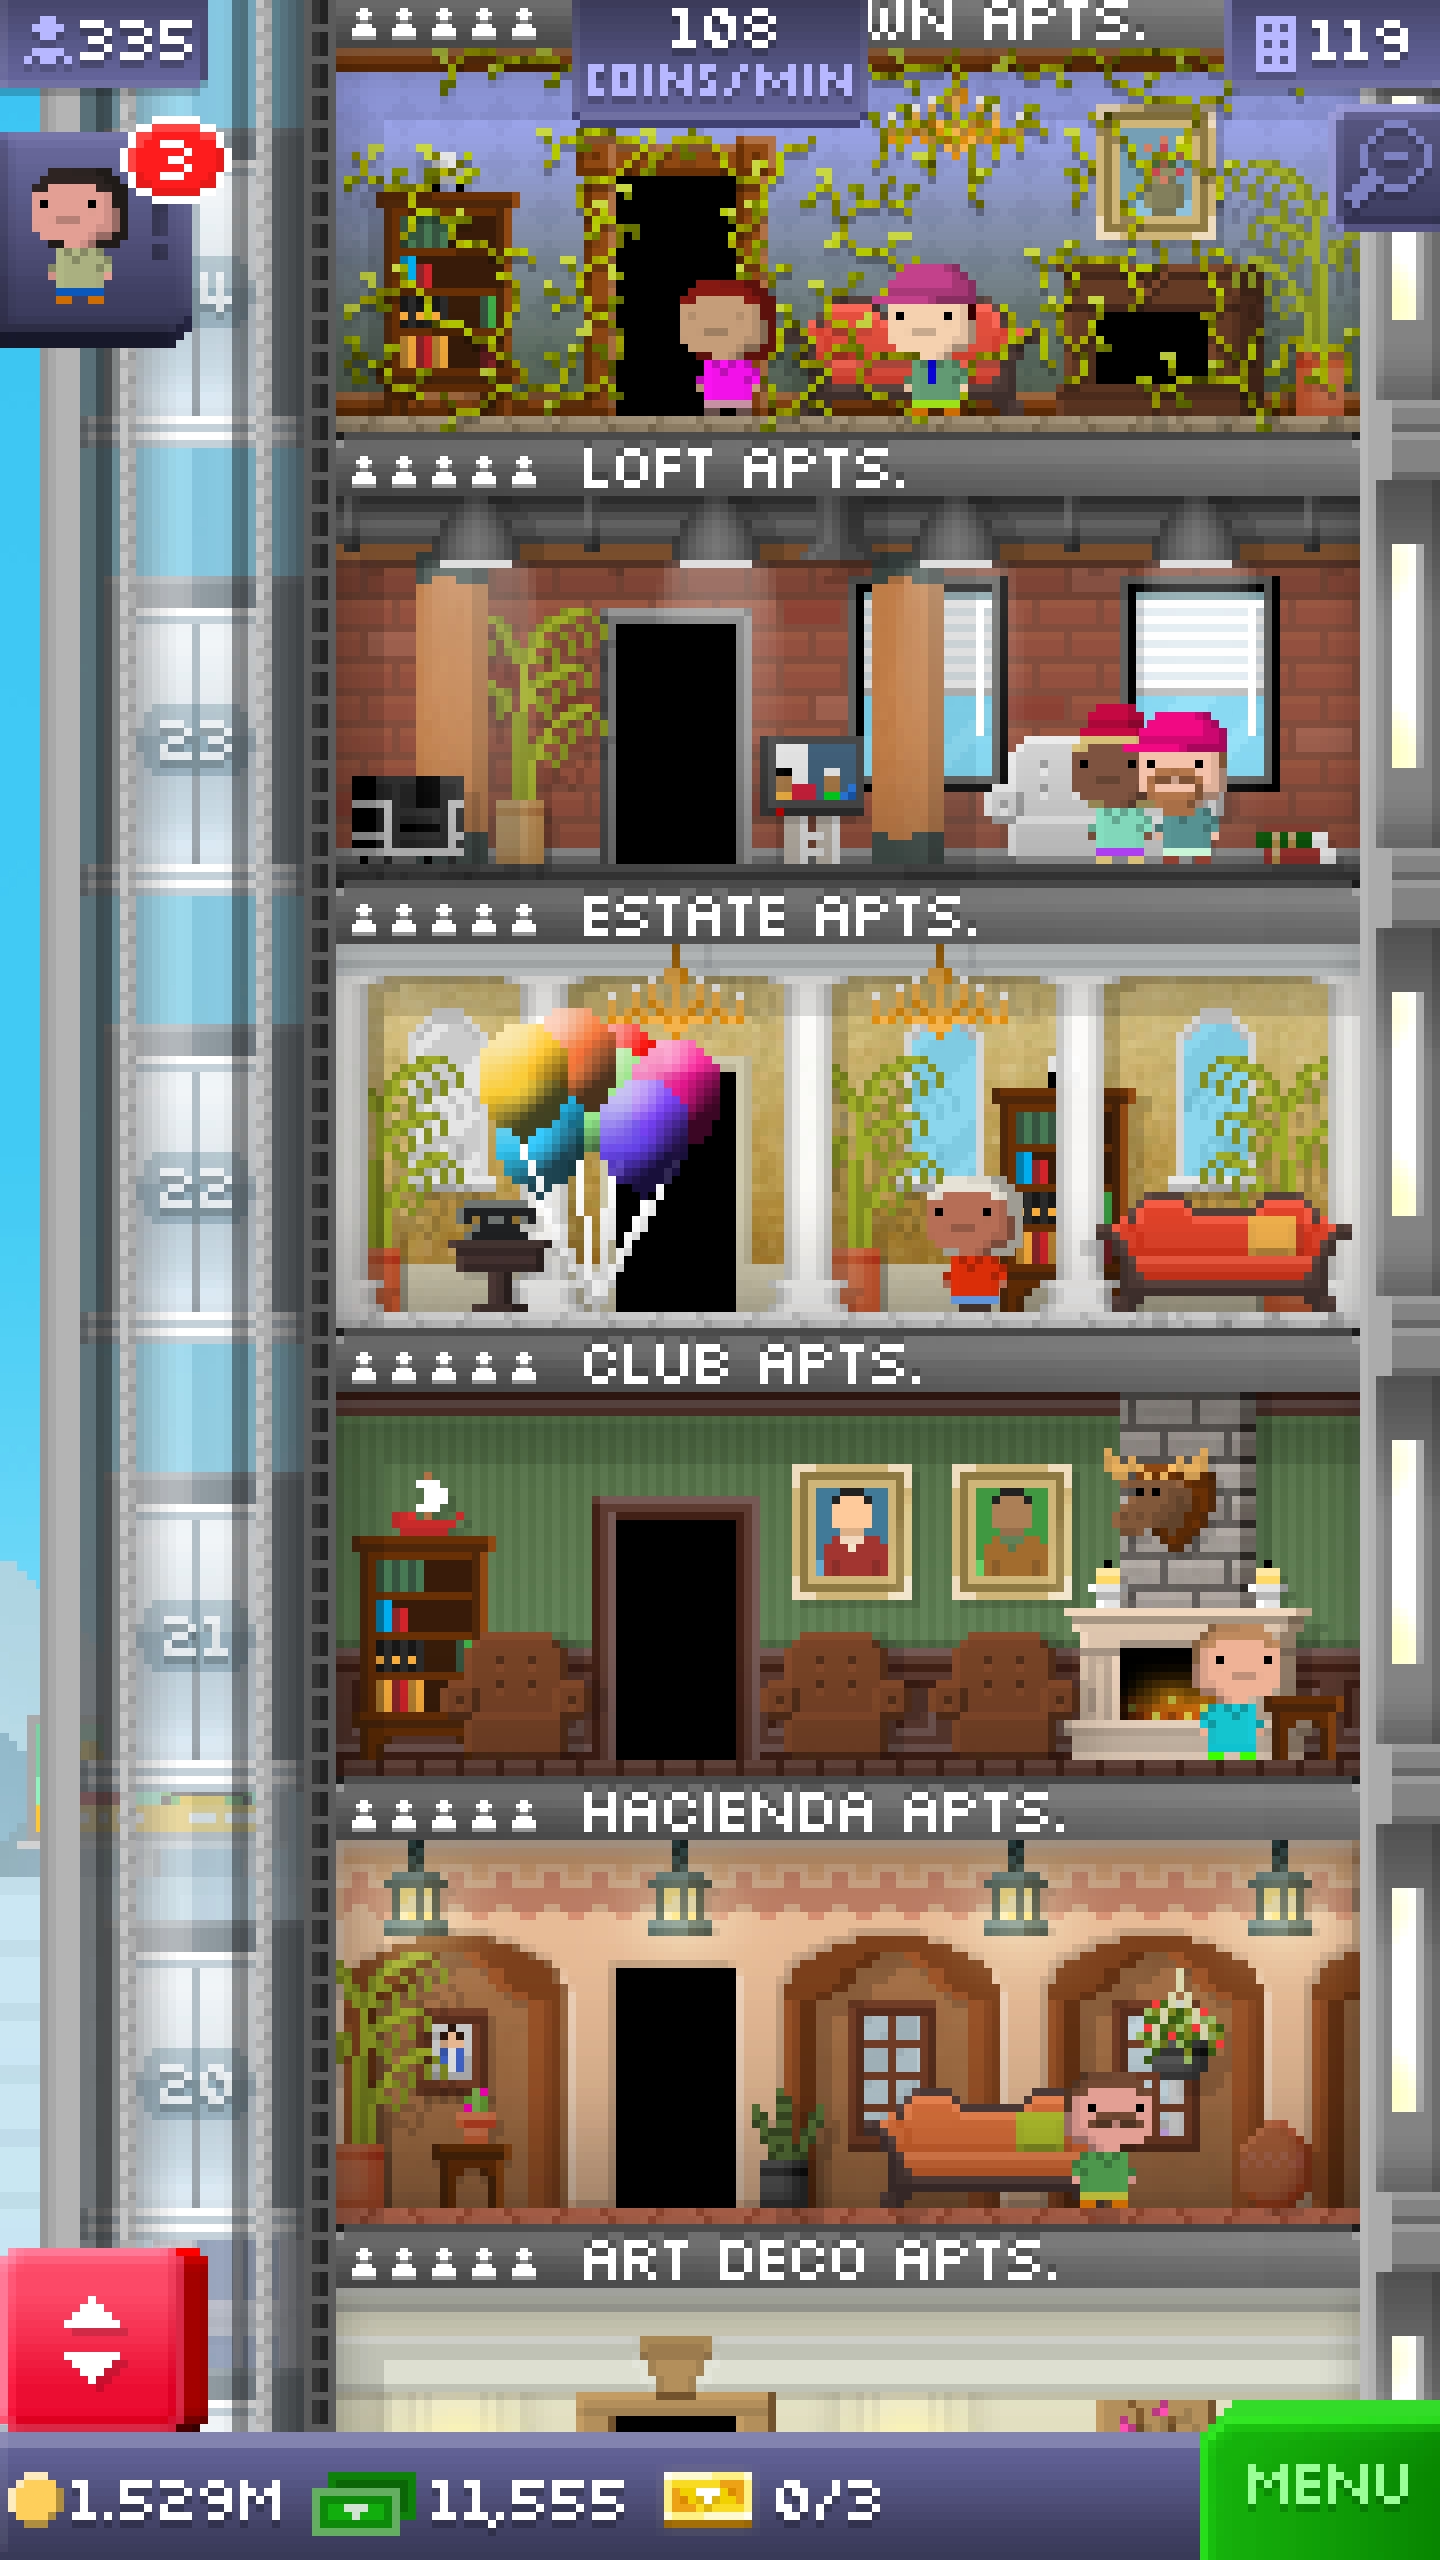 335
108
COINS/MIN
WN APTS.
119
3
4
LOFT APTS.
23
ESTATE APTS.
22
CLUB APTS.
21
HACIENDA APTS.
20
ART DECO APTS.
1.529M
11,555
0/3
MENU